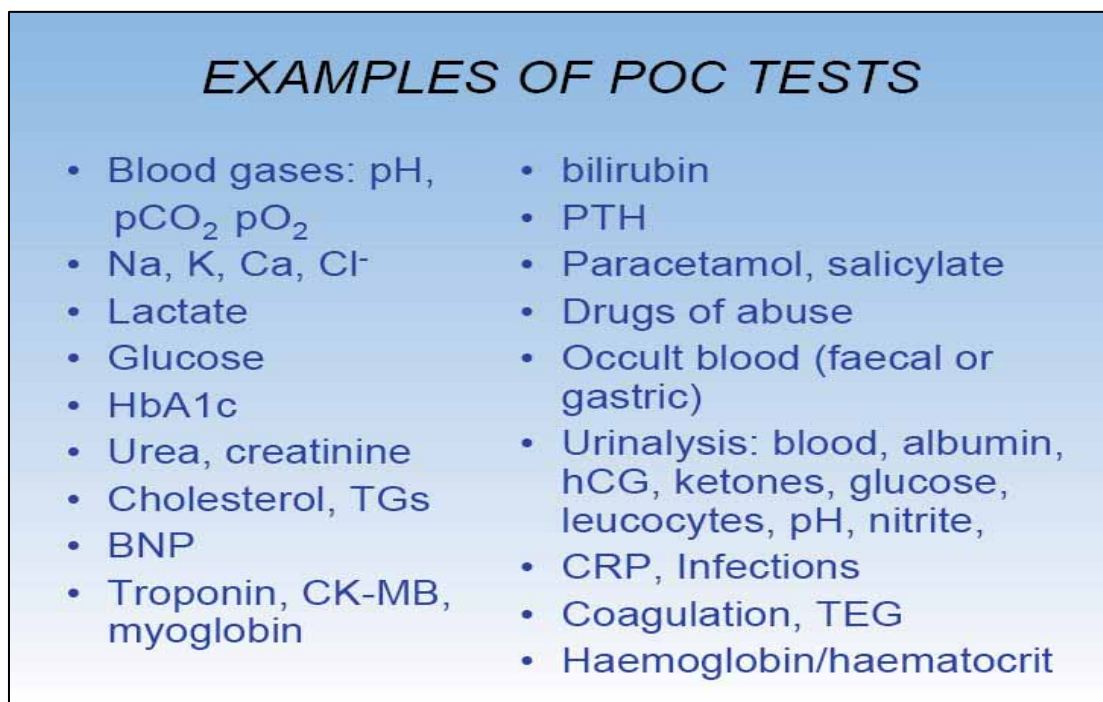 EXAMPLES OF POC TESTS
• Blood gases: pH,
pCO₂ pO₂
• Na, K, Ca, Cl⁻
• Lactate
• Glucose
• HbA1c
• Urea, creatinine
• Cholesterol, TGs
• BNP
• Troponin, CK-MB,
myoglobin
• bilirubin
• PTH
• Paracetamol, salicylate
• Drugs of abuse
• Occult blood (faecal or
gastric)
• Urinalysis: blood, albumin,
hCG, ketones, glucose,
leucocytes, pH, nitrite,
• CRP, Infections
• Coagulation, TEG
• Haemoglobin/haematocrit